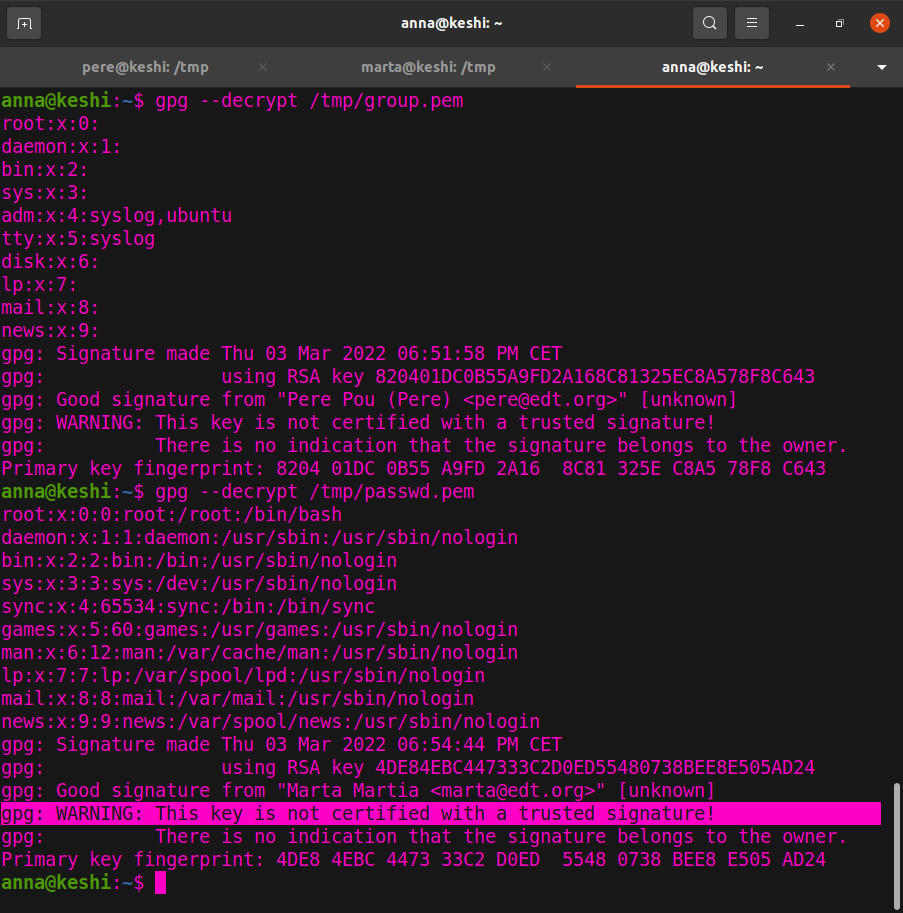 anna@keshi: ~
pere@keshi: /tmp
marta@keshi: /tmp
anna@keshi: ~
anna@keshi:~$ gpg --decrypt /tmp/group.pem
root:x:0:
daemon:x:1:
bin:x:2:
sys:x:3:
adm:x:4:syslog,ubuntu
tty:x:5:syslog
disk:x:6:
lp:x:7:
mail:x:8:
news:x:9:
gpg: Signature made Thu 03 Mar 2022 06:51:58 PM CET
gpg:                using RSA key 820401DC0B55A9FD2A168C81325EC8A578F8C643
gpg: Good signature from "Pere Pou (Pere) <pere@edt.org>" [unknown]
gpg: WARNING: This key is not certified with a trusted signature!
gpg:          There is no indication that the signature belongs to the owner.
Primary key fingerprint: 8204 01DC 0B55 A9FD 2A16  8C81 325E C8A5 78F8 C643
anna@keshi:~$ gpg --decrypt /tmp/passwd.pem
root:x:0:0:root:/root:/bin/bash
daemon:x:1:1:daemon:/usr/sbin:/usr/sbin/nologin
bin:x:2:2:bin:/bin:/usr/sbin/nologin
sys:x:3:3:sys:/dev:/usr/sbin/nologin
sync:x:4:65534:sync:/bin:/bin/sync
games:x:5:60:games:/usr/games:/usr/sbin/nologin
man:x:6:12:man:/var/cache/man:/usr/sbin/nologin
lp:x:7:7:lp:/var/spool/lpd:/usr/sbin/nologin
mail:x:8:8:mail:/var/mail:/usr/sbin/nologin
news:x:9:9:news:/var/spool/news:/usr/sbin/nologin
gpg: Signature made Thu 03 Mar 2022 06:54:44 PM CET
gpg:                using RSA key 4DE84EBC447333C2D0ED55480738BEE8E505AD24
gpg: Good signature from "Marta Martia <marta@edt.org>" [unknown]
gpg: WARNING: This key is not certified with a trusted signature!
gpg:          There is no indication that the signature belongs to the owner.
Primary key fingerprint: 4DE8 4EBC 4473 33C2 D0ED  5548 0738 BEE8 E505 AD24
anna@keshi:~$